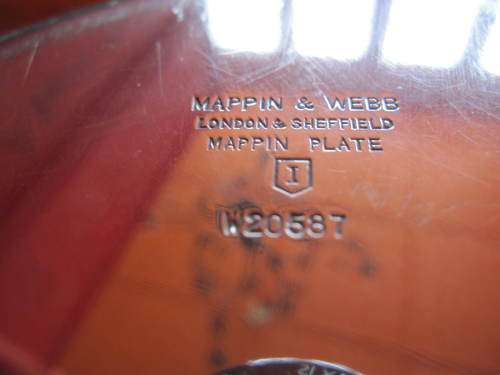 MAPPIN & WEBB
LONDON & SHEFFIELD
MAPPIN PLATE
I
W20587